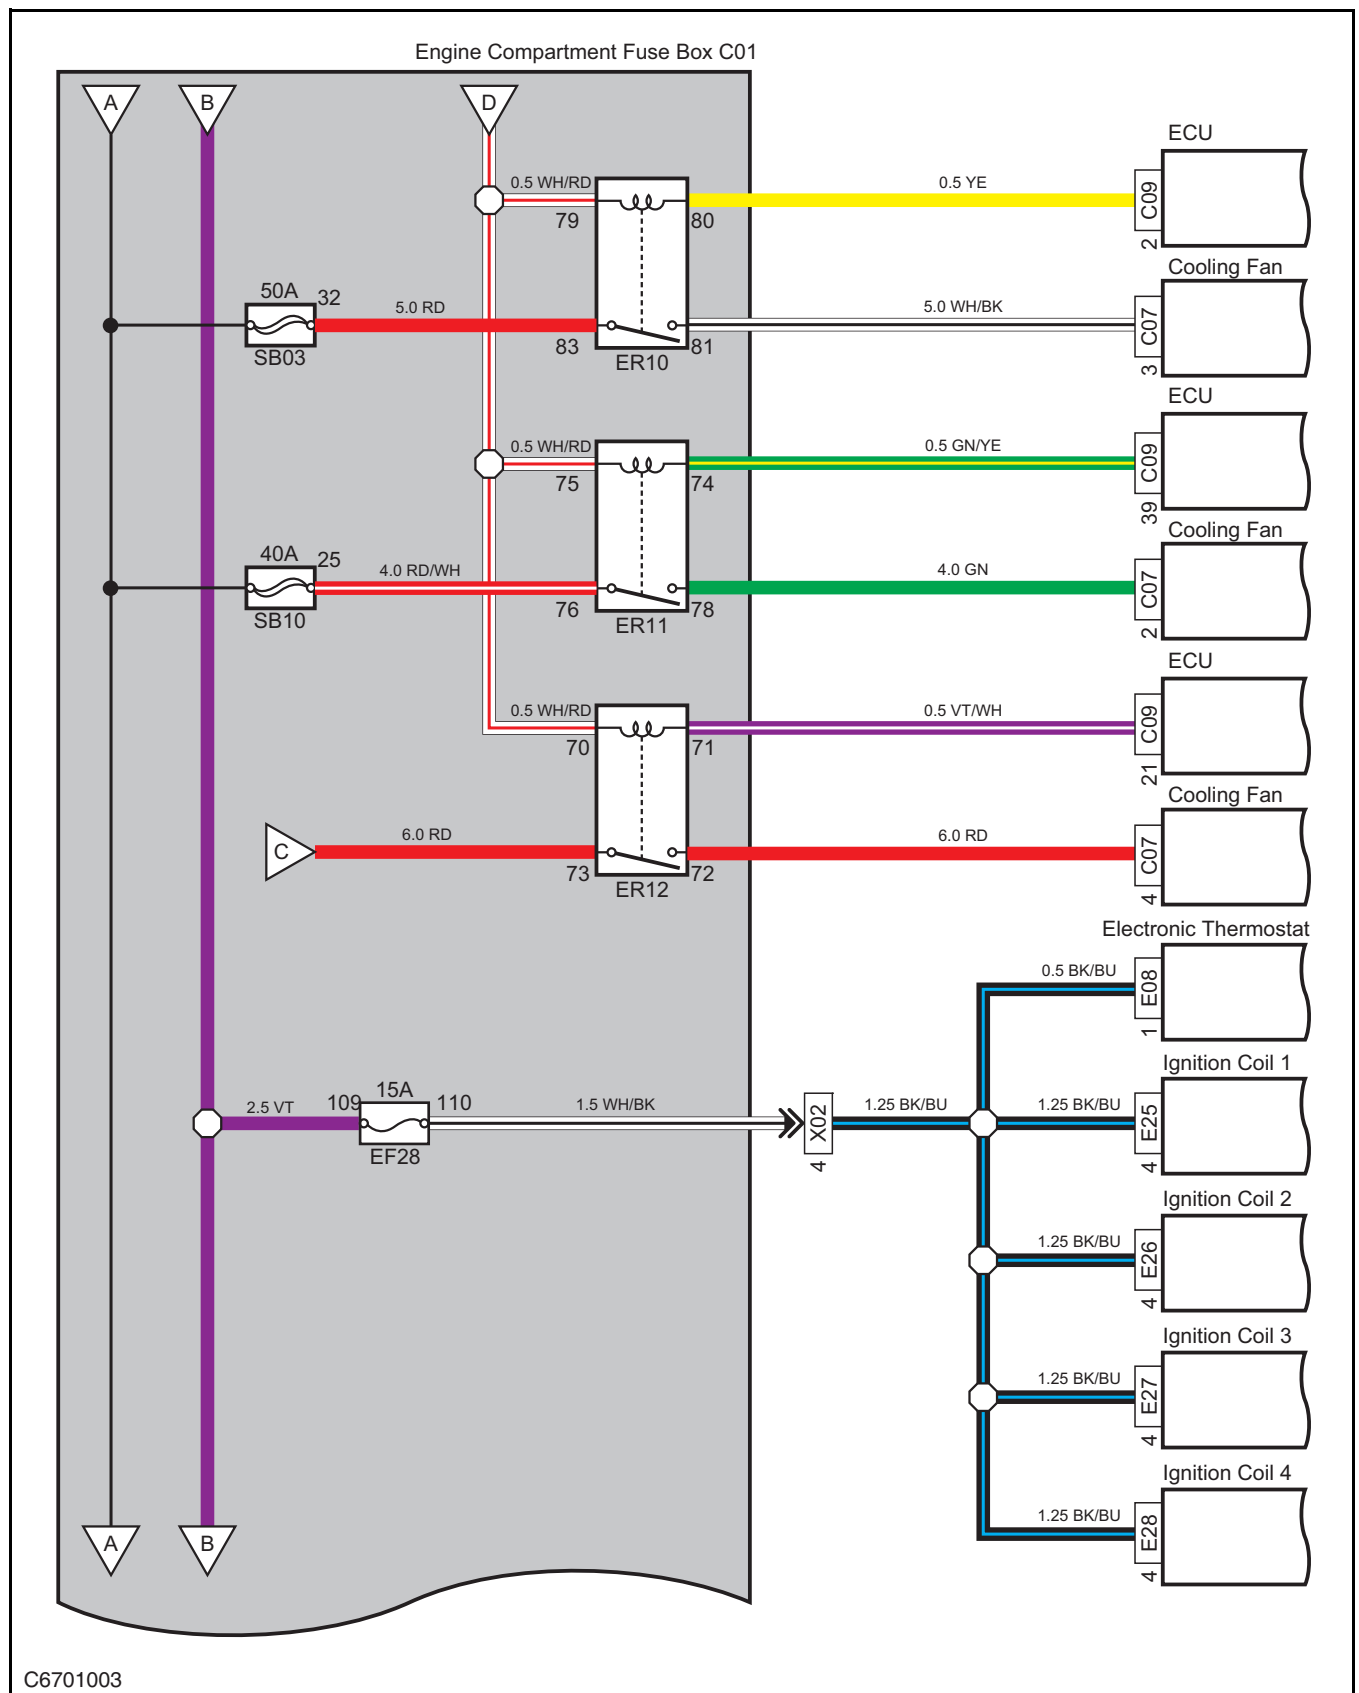 Engine Compartment Fuse Box C01
A
B
D
ECU
0.5 WH/RD
0.5 YE
C09
79
80
2
Cooling Fan
50A
32
5.0 RD
5.0 WH/BK
C07
SB03
83
81
3
ER10
ECU
0.5 WH/RD
0.5 GN/YE
C09
75
74
39
Cooling Fan
40A
25
4.0 RD/WH
4.0 GN
C07
SB10
76
78
2
ER11
ECU
0.5 WH/RD
0.5 VT/WH
C09
70
71
21
Cooling Fan
C
6.0 RD
6.0 RD
C07
73
72
4
ER12
Electronic Thermostat
0.5 BK/BU
E08
1
Ignition Coil 1
15A
2.5 VT
109
110
1.5 WH/BK
X02
1.25 BK/BU
1.25 BK/BU
E25
EF28
4
4
Ignition Coil 2
1.25 BK/BU
E26
4
Ignition Coil 3
1.25 BK/BU
E27
4
Ignition Coil 4
1.25 BK/BU
E28
4
A
B
C6701003